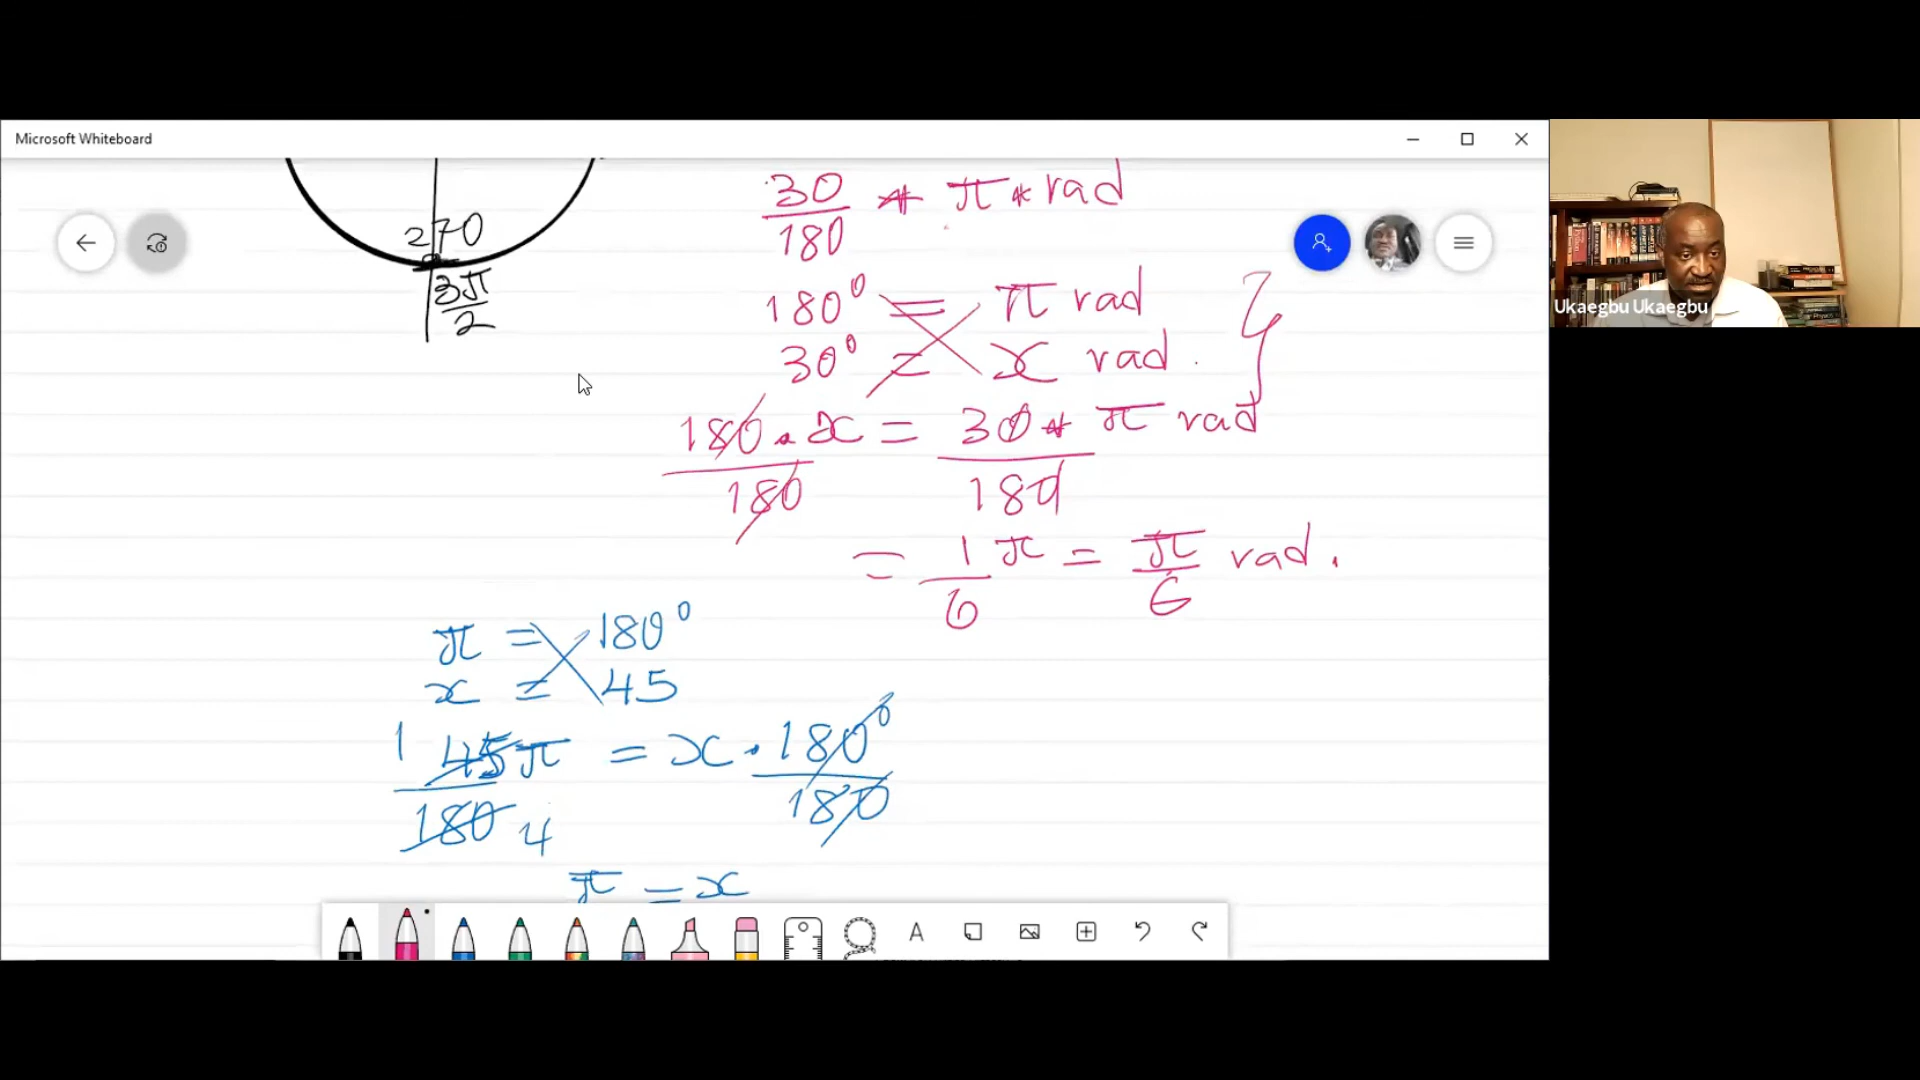 Microsoft Whiteboard
270
3π/2
30/180 * π * rad
180° = π rad
30° = x rad.
180 . x / 180 = 30 * π rad / 180
= 1/6 π = π/6 rad.
π = 180°
x = 45
1 45π / 180 4 = x . 180° / 180
π = x
A
Ukaegbu Ukaegbu